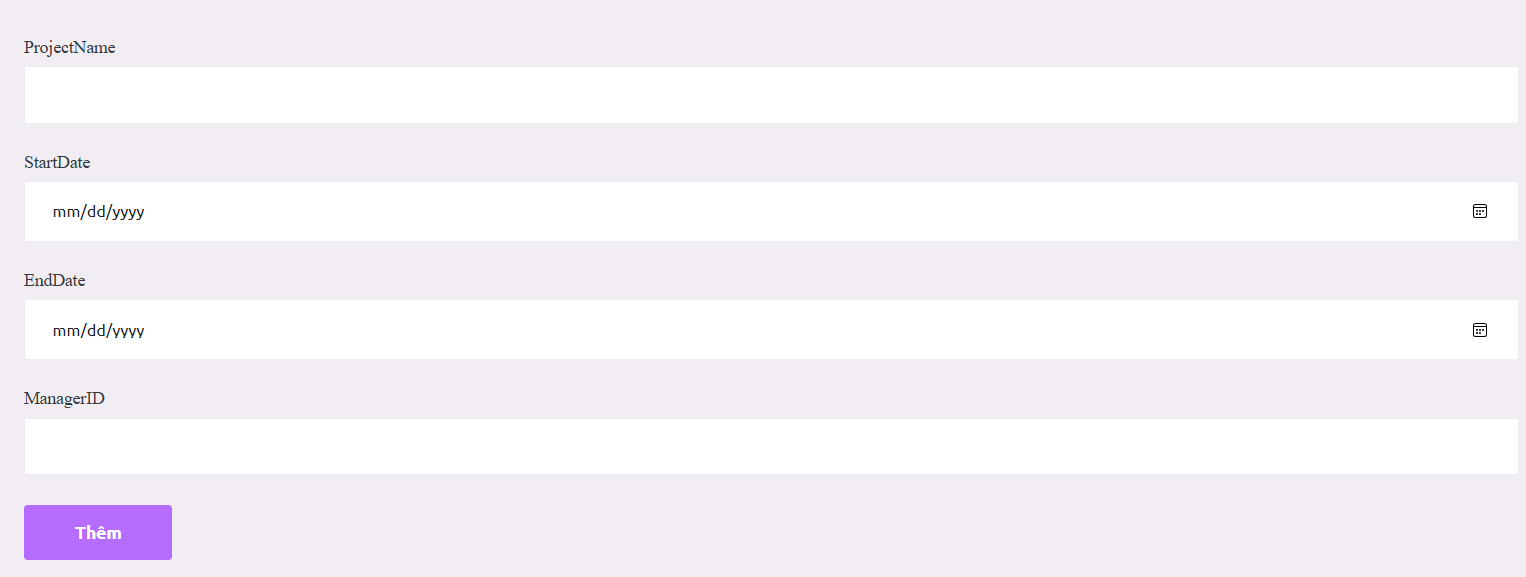 ProjectName
StartDate
mm/dd/yyyy
EndDate
mm/dd/yyyy
ManagerID
Thêm